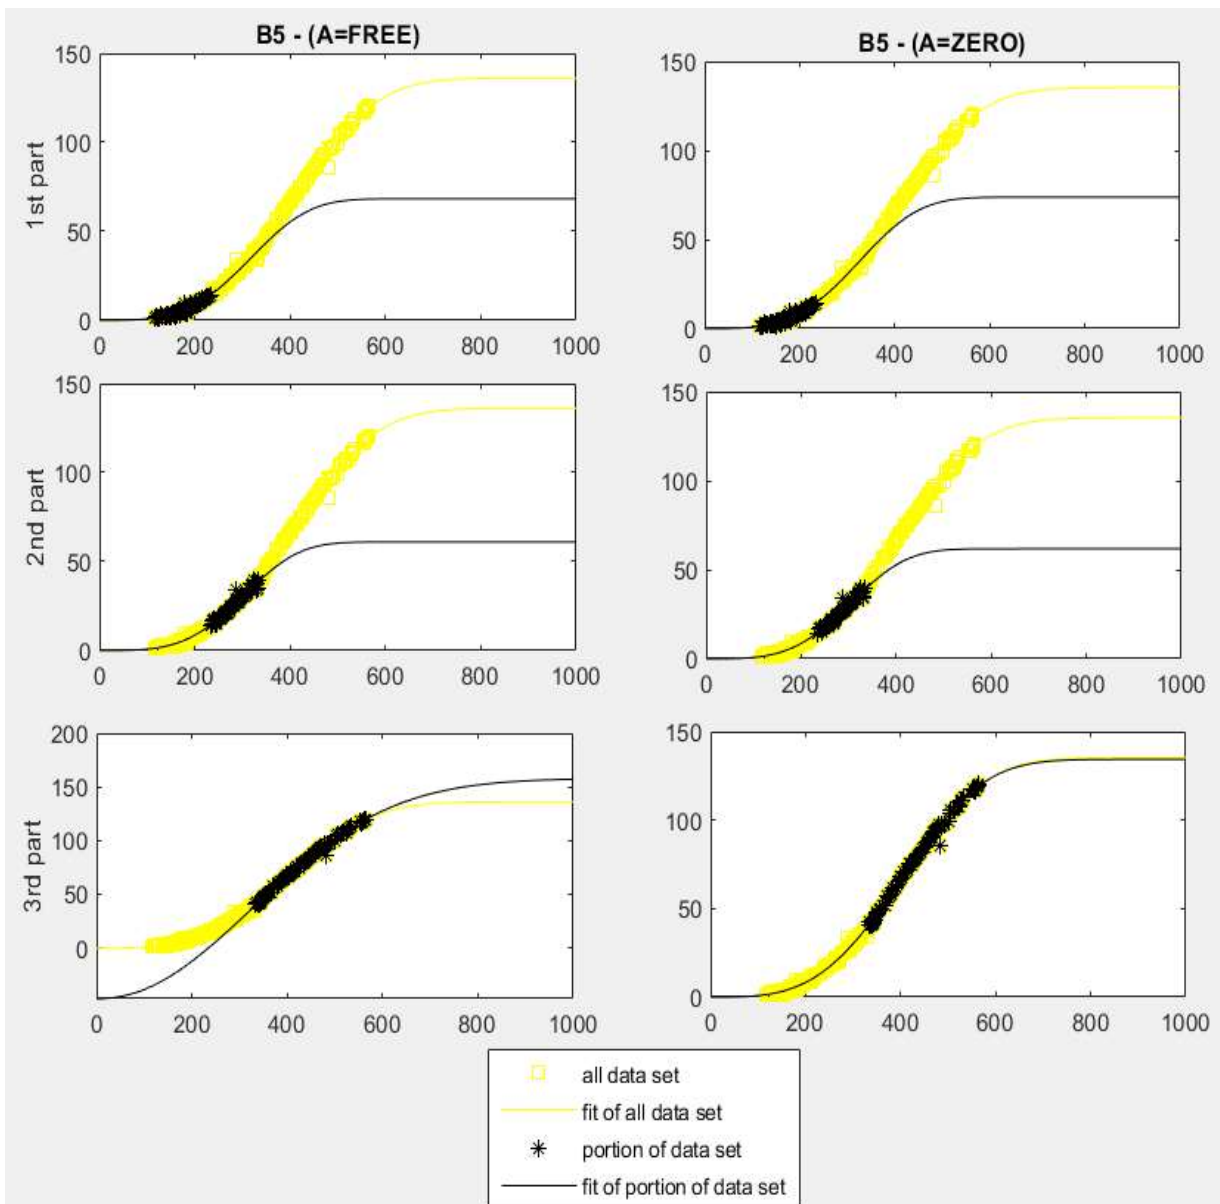 B5 - (A=FREE)
B5 - (A=ZERO)
1st part
150
100
50
0
0 200 400 600 800 1000
150
100
50
0
0 200 400 600 800 1000
2nd part
150
100
50
0
0 200 400 600 800 1000
150
100
50
0
0 200 400 600 800 1000
3rd part
200
150
100
50
0
0 200 400 600 800 1000
150
100
50
0
0 200 400 600 800 1000
all data set
fit of all data set
portion of data set
fit of portion of data set